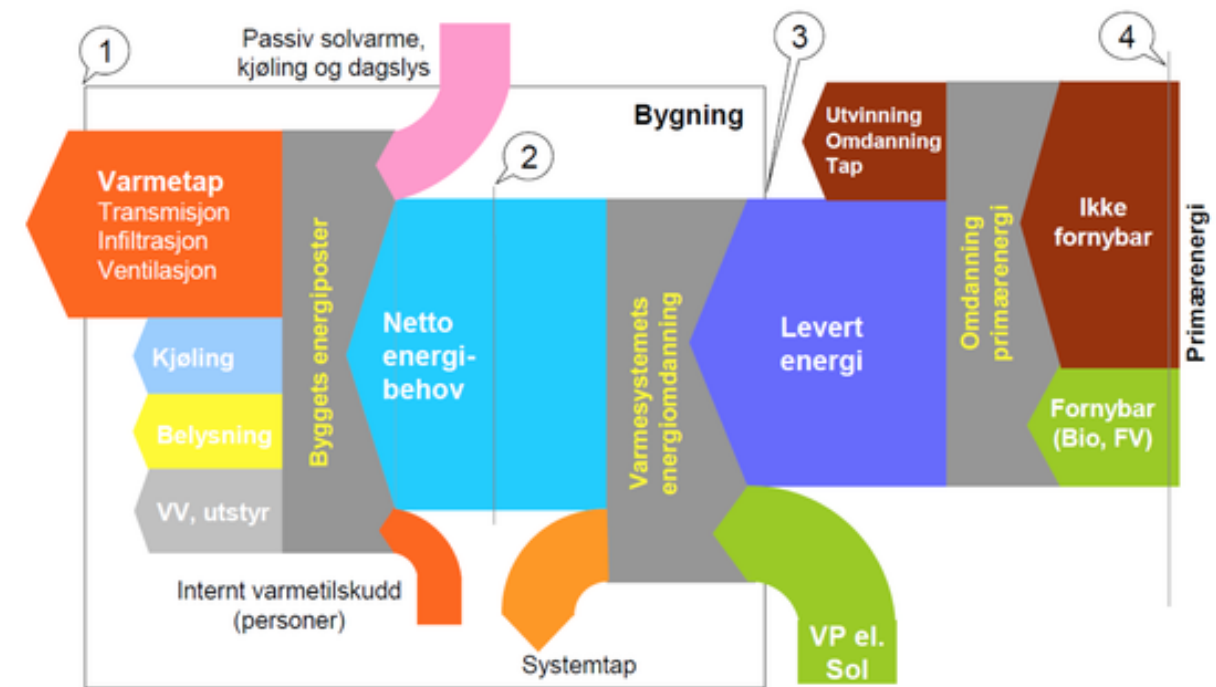 1
Passiv solvarme,
kjøling og dagslys
3
4
Bygning
2
Utvinning
Omdanning
Tap
Varmetap
Transmisjon
Infiltrasjon
Ventilasjon
Kjøling
Belysning
VV, utstyr
Byggets energiposter
Netto
energi-
behov
Varmesystemets
energiomdanning
Levert
energi
Omdanning
primærenergi
Ikke
fornybar
Fornybar
(Bio, FV)
Primærenergi
Internt varmetilskudd
(personer)
Systemtap
VP el.
Sol